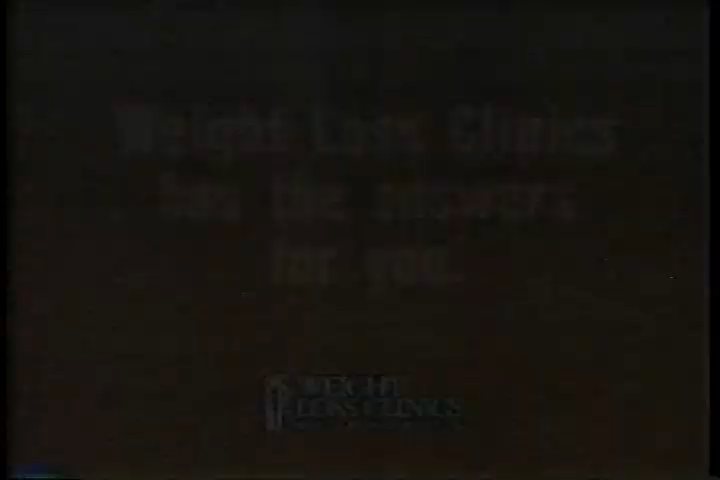 Weight Loss Clinics
has the answers
for you.
WEIGHT
LOSS CLINICS